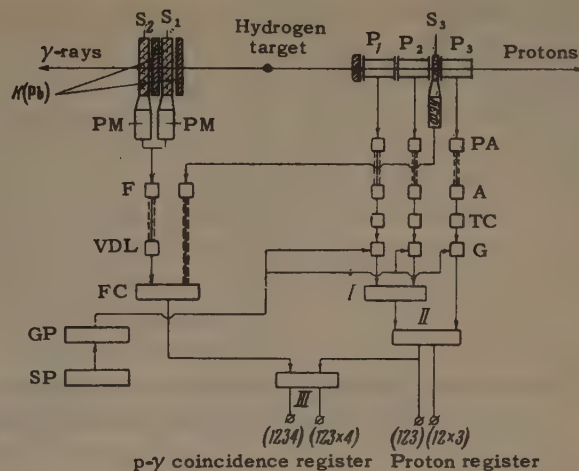 S₂ S₁
Hydrogen target
P₁ P₂ S₃ P₃
γ-rays
Protons
K(Pb)
PM PM
PA
F
A
TC
VDL
G
FC
I
II
GP
SP
III
(1234) (123×4) (123) (12×3)
p-γ coincidence register Proton register